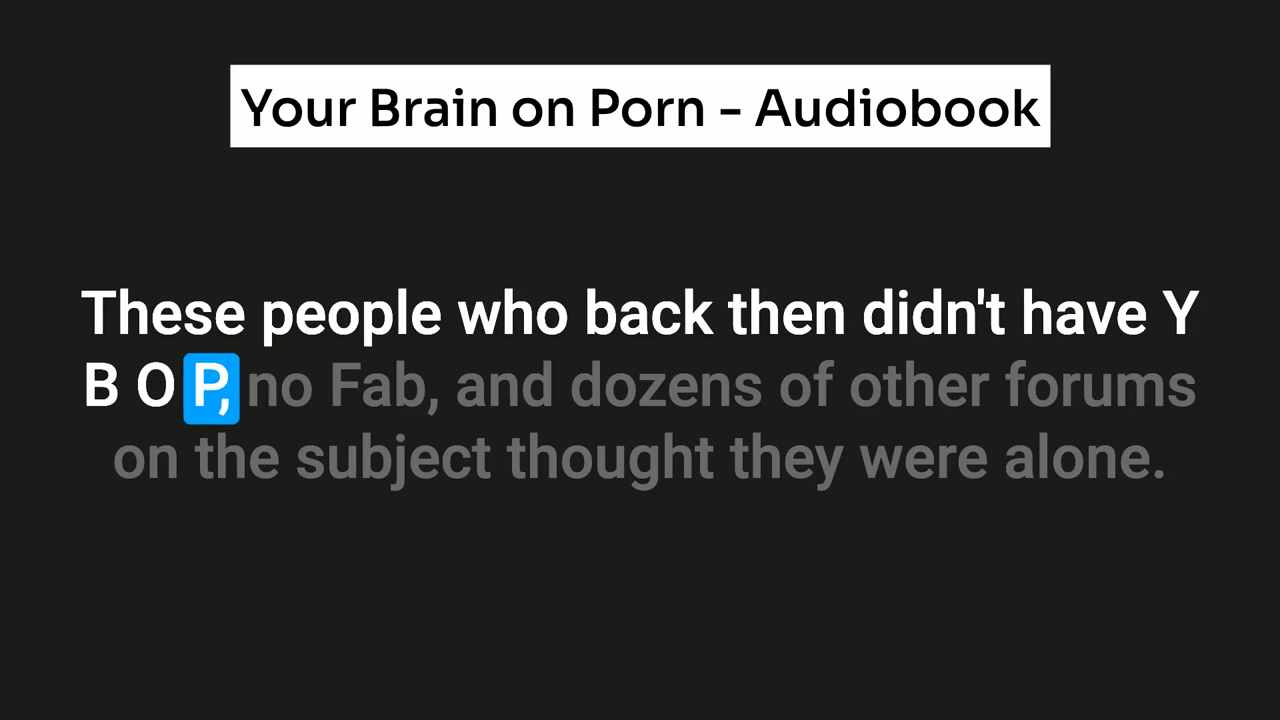 Your Brain on Porn - Audiobook
These people who back then didn't have Y
B O P, no Fab, and dozens of other forums
on the subject thought they were alone.